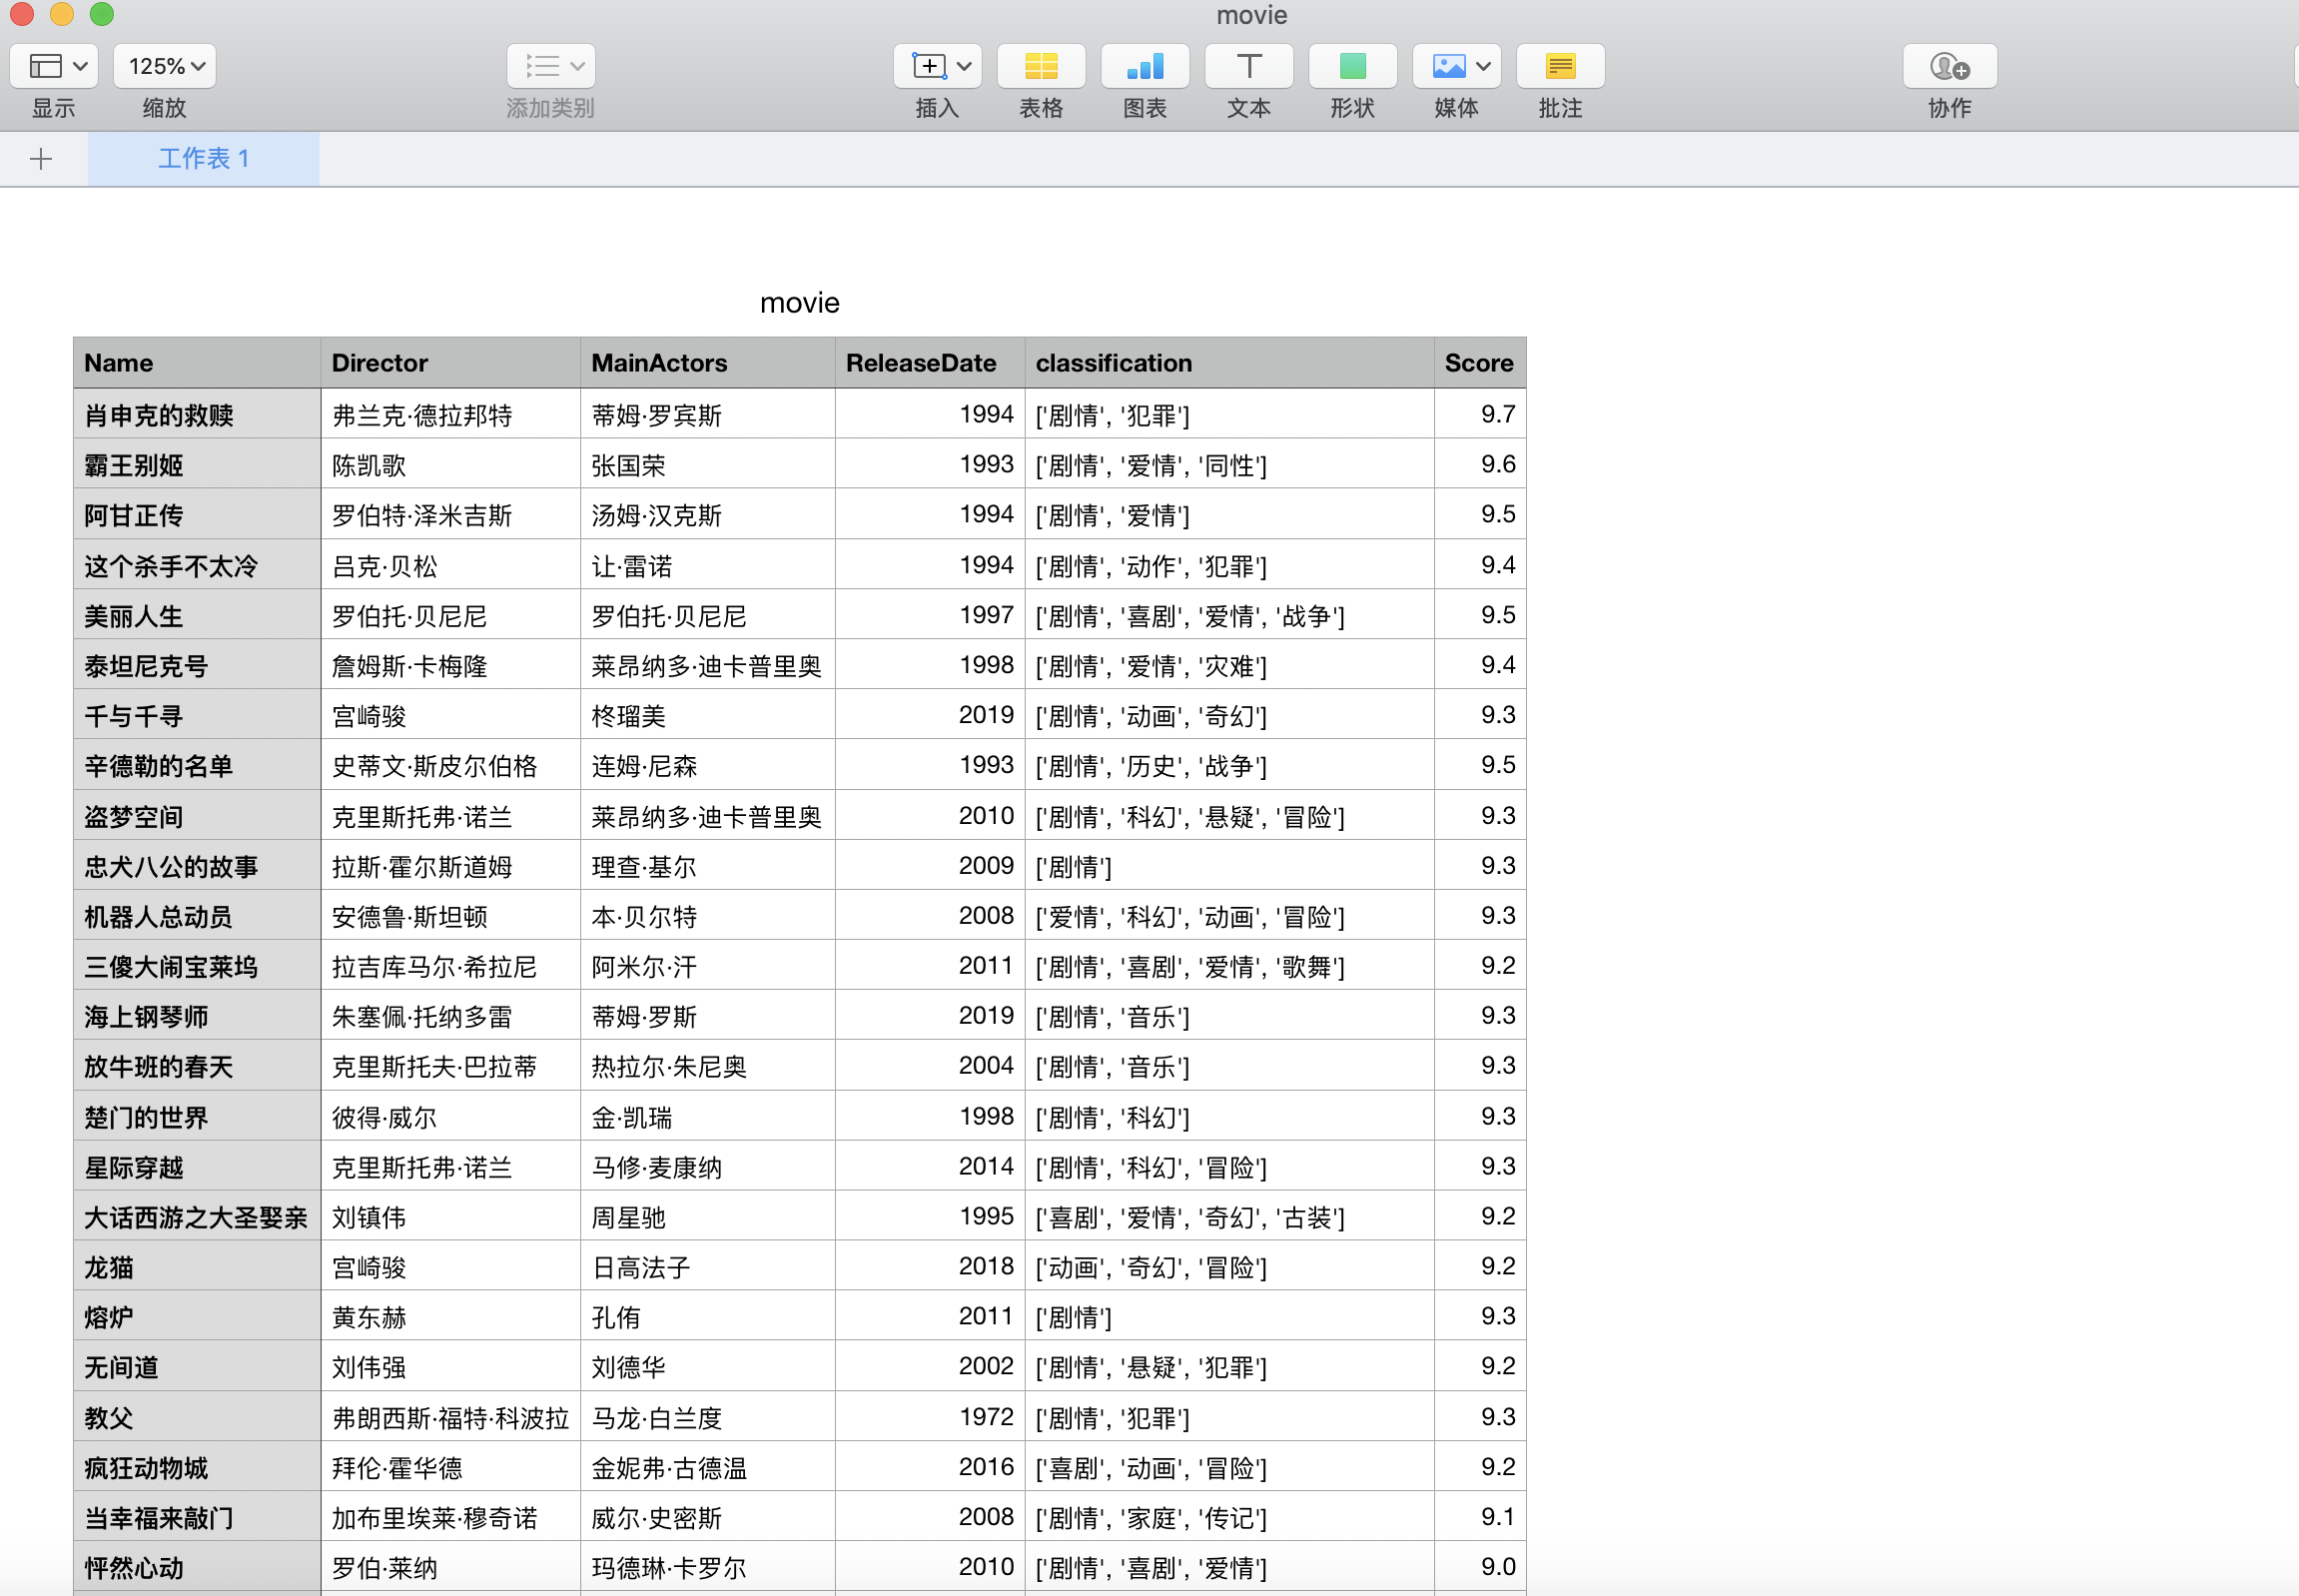 movie
125%
显示 缩放 添加类别 插入 表格 图表 文本 形状 媒体 批注 协作
工作表 1
movie
Name Director MainActors ReleaseDate classification Score
肖申克的救赎 弗兰克·德拉邦特 蒂姆·罗宾斯 1994 ['剧情', '犯罪'] 9.7
霸王别姬 陈凯歌 张国荣 1993 ['剧情', '爱情', '同性'] 9.6
阿甘正传 罗伯特·泽米吉斯 汤姆·汉克斯 1994 ['剧情', '爱情'] 9.5
这个杀手不太冷 吕克·贝松 让·雷诺 1994 ['剧情', '动作', '犯罪'] 9.4
美丽人生 罗伯托·贝尼尼 罗伯托·贝尼尼 1997 ['剧情', '喜剧', '爱情', '战争'] 9.5
泰坦尼克号 詹姆斯·卡梅隆 莱昂纳多·迪卡普里奥 1998 ['剧情', '爱情', '灾难'] 9.4
千与千寻 宫崎骏 柊瑠美 2019 ['剧情', '动画', '奇幻'] 9.3
辛德勒的名单 史蒂文·斯皮尔伯格 连姆·尼森 1993 ['剧情', '历史', '战争'] 9.5
盗梦空间 克里斯托弗·诺兰 莱昂纳多·迪卡普里奥 2010 ['剧情', '科幻', '悬疑', '冒险'] 9.3
忠犬八公的故事 拉斯·霍尔斯道姆 理查·基尔 2009 ['剧情'] 9.3
机器人总动员 安德鲁·斯坦顿 本·贝尔特 2008 ['爱情', '科幻', '动画', '冒险'] 9.3
三傻大闹宝莱坞 拉吉库马尔·希拉尼 阿米尔·汗 2011 ['剧情', '喜剧', '爱情', '歌舞'] 9.2
海上钢琴师 朱塞佩·托纳多雷 蒂姆·罗斯 2019 ['剧情', '音乐'] 9.3
放牛班的春天 克里斯托夫·巴拉蒂 热拉尔·朱尼奥 2004 ['剧情', '音乐'] 9.3
楚门的世界 彼得·威尔 金·凯瑞 1998 ['剧情', '科幻'] 9.3
星际穿越 克里斯托弗·诺兰 马修·麦康纳 2014 ['剧情', '科幻', '冒险'] 9.3
大话西游之大圣娶亲 刘镇伟 周星驰 1995 ['喜剧', '爱情', '奇幻', '古装'] 9.2
龙猫 宫崎骏 日高法子 2018 ['动画', '奇幻', '冒险'] 9.2
熔炉 黄东赫 孔侑 2011 ['剧情'] 9.3
无间道 刘伟强 刘德华 2002 ['剧情', '悬疑', '犯罪'] 9.2
教父 弗朗西斯·福特·科波拉 马龙·白兰度 1972 ['剧情', '犯罪'] 9.3
疯狂动物城 拜伦·霍华德 金妮弗·古德温 2016 ['喜剧', '动画', '冒险'] 9.2
当幸福来敲门 加布里埃莱·穆奇诺 威尔·史密斯 2008 ['剧情', '家庭', '传记'] 9.1
怦然心动 罗伯·莱纳 玛德琳·卡罗尔 2010 ['剧情', '喜剧', '爱情'] 9.0